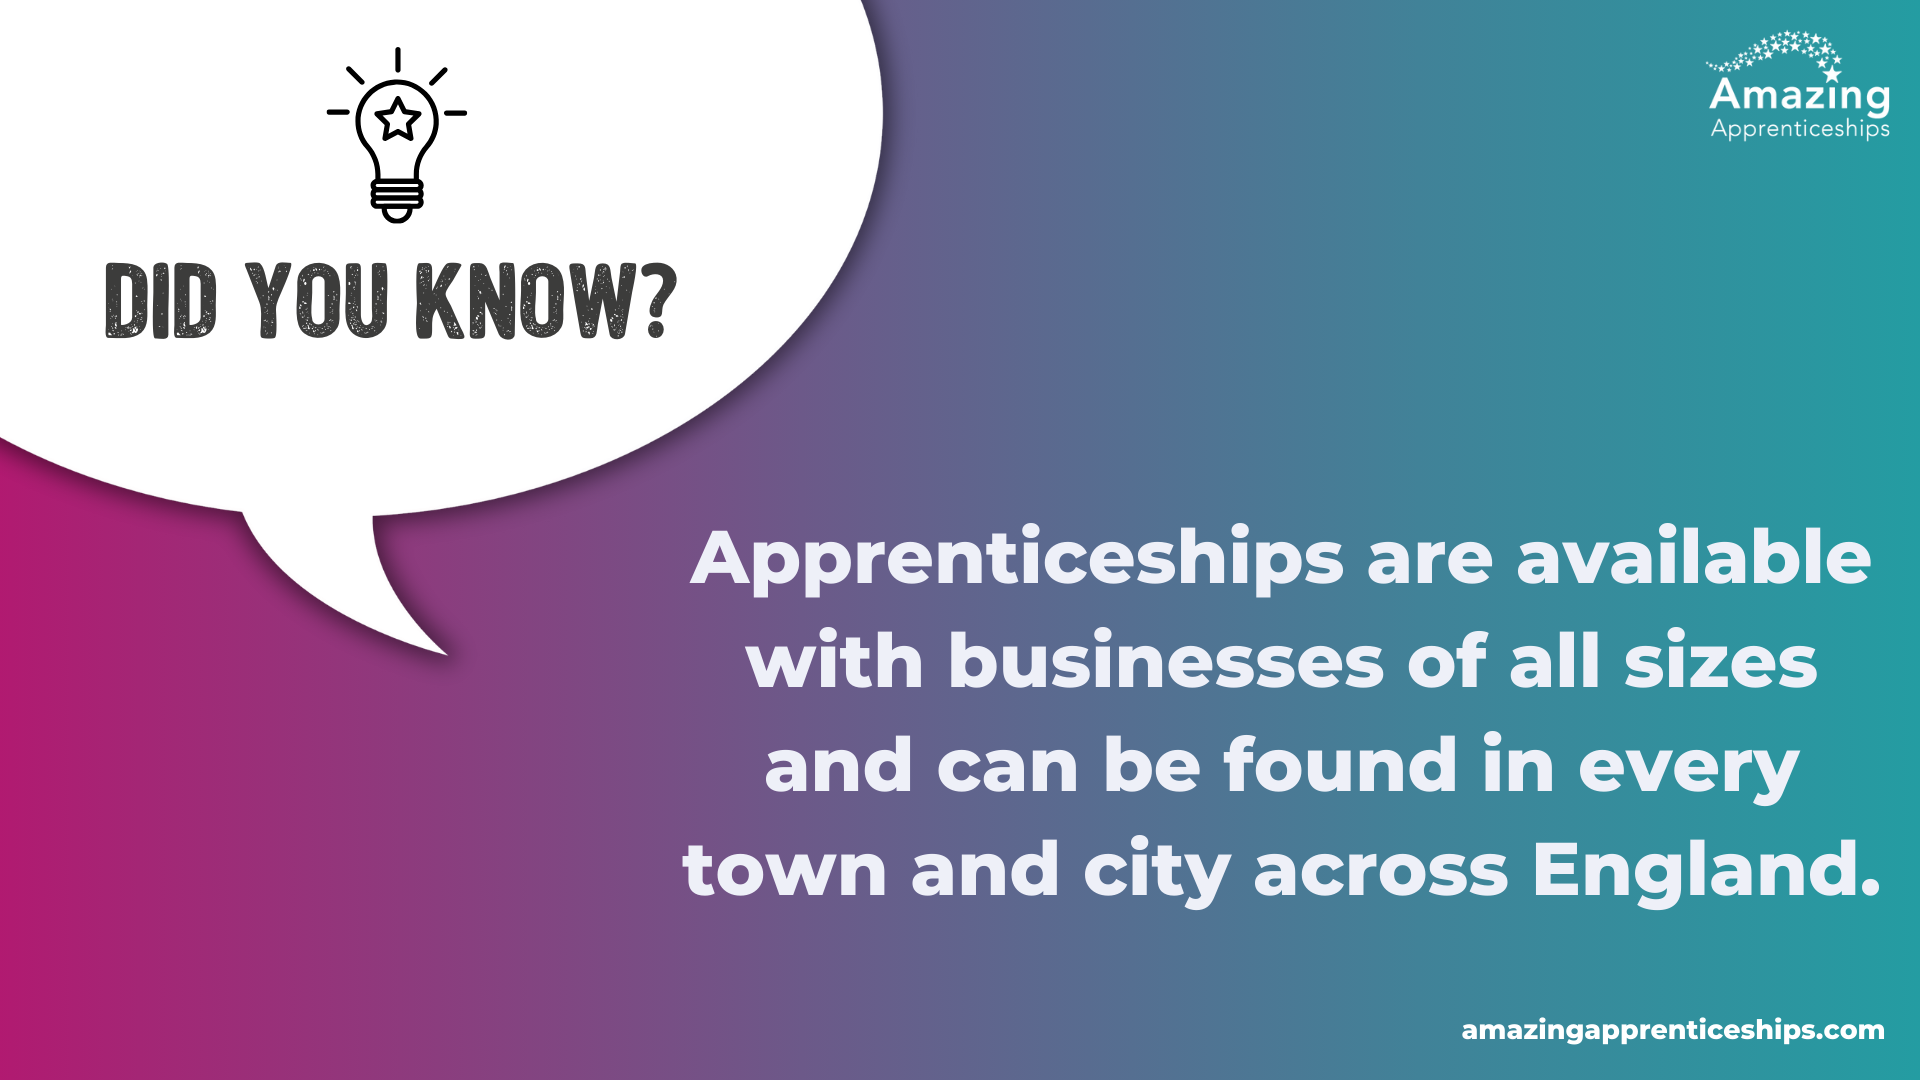 DID YOU KNOW?
Amazing
Apprenticeships
Apprenticeships are available
with businesses of all sizes
and can be found in every
town and city across England.
amazingapprenticeships.com